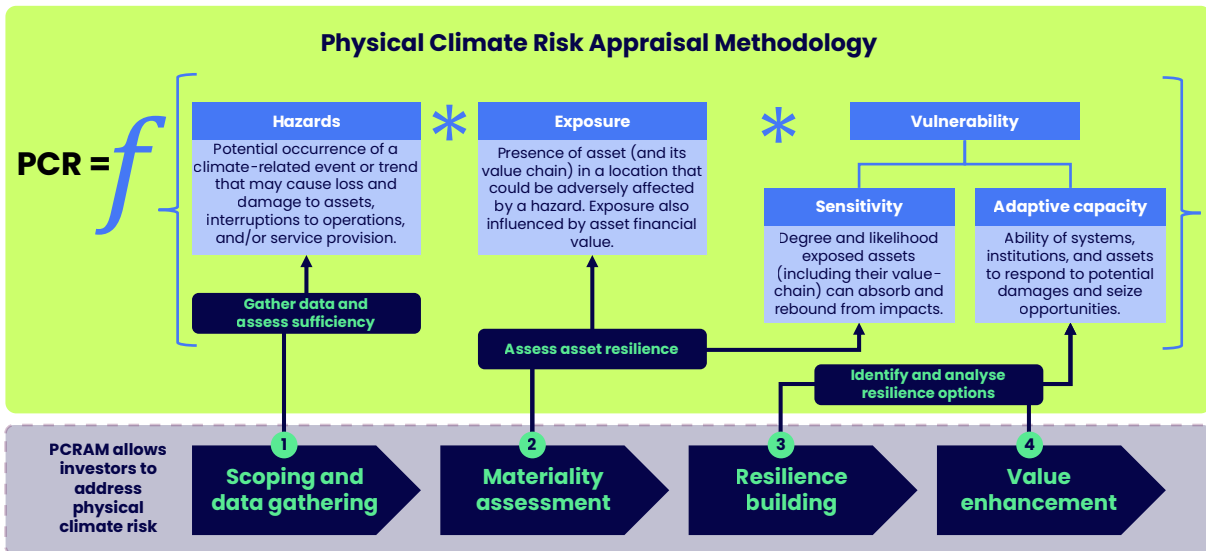 Physical Climate Risk Appraisal Methodology
PCR = f
Hazards
Potential occurrence of a
climate-related event or trend
that may cause loss and
damage to assets,
interruptions to operations,
and/or service provision.
*
Exposure
Presence of asset (and its
value chain) in a location that
could be adversely affected
by a hazard. Exposure also
influenced by asset financial
value.
*
Vulnerability
Sensitivity
Degree and likelihood
exposed assets
(including their value-
chain) can absorb and
rebound from impacts.
Adaptive capacity
Ability of systems,
institutions, and assets
to respond to potential
damages and seize
opportunities.
Gather data and
assess sufficiency
Assess asset resilience
Identify and analyse
resilience options
PCRAM allows
investors to
address
physical
climate risk
1
Scoping and
data gathering
2
Materiality
assessment
3
Resilience
building
4
Value
enhancement